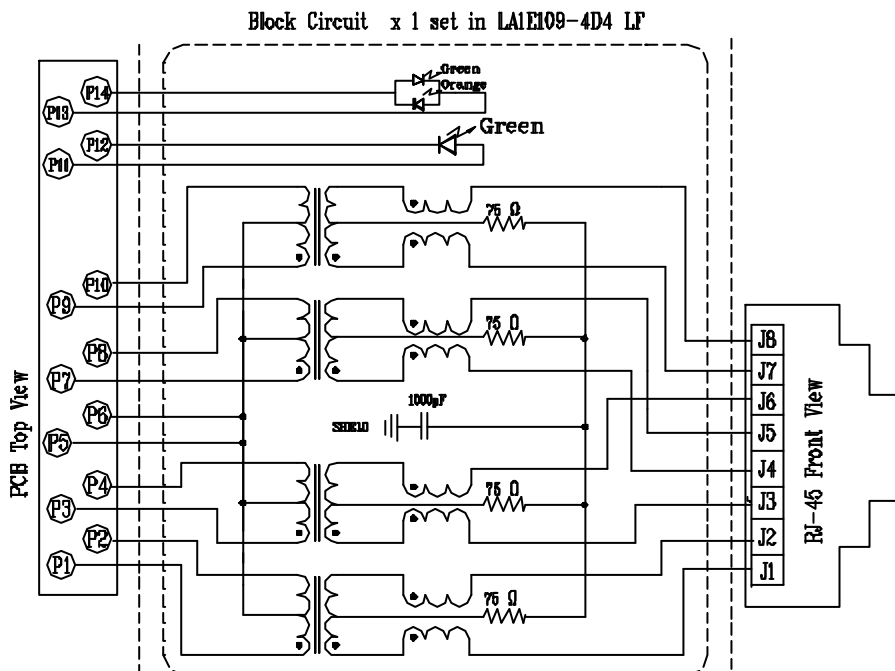 Block Circuit x 1 set in LA1E109-4D4 LF
Green
Orange
Green
P14
P13
P12
P11
P10
P9
P8
P7
P6
P5
P4
P3
P2
P1
PCB Top View
75 Ω
75 Ω
1000pF
SHIELD
75 Ω
75 Ω
J8
J7
J6
J5
J4
J3
J2
J1
RJ-45 Front View